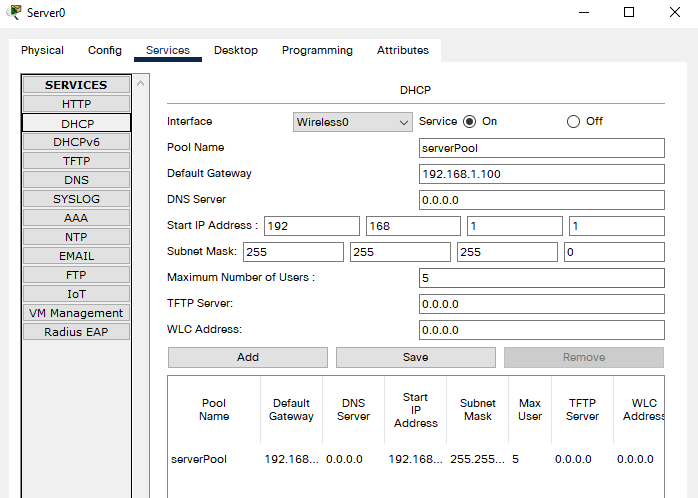 Server0
Physical Config Services Desktop Programming Attributes
SERVICES
HTTP
DHCP
DHCPv6
TFTP
DNS
SYSLOG
AAA
NTP
EMAIL
FTP
IoT
VM Management
Radius EAP
DHCP
Interface Wireless0 Service On Off
Pool Name serverPool
Default Gateway 192.168.1.100
DNS Server 0.0.0.0
Start IP Address : 192 168 1 1
Subnet Mask: 255 255 255 0
Maximum Number of Users : 5
TFTP Server: 0.0.0.0
WLC Address: 0.0.0.0
Add Save Remove
Pool Name Default Gateway DNS Server Start IP Address Subnet Mask Max User TFTP Server WLC Address
serverPool 192.168... 0.0.0.0 192.168... 255.255... 5 0.0.0.0 0.0.0.0